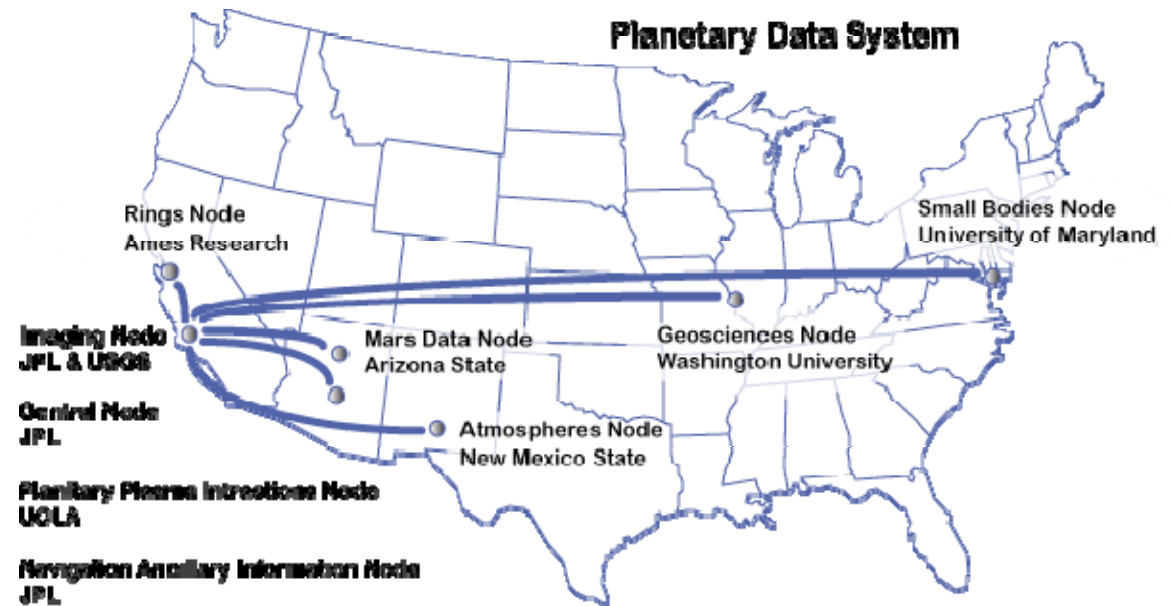 Planetary Data System
Rings Node
Ames Research
Small Bodies Node
University of Maryland
Imaging Node
JPL & USGS
Mars Data Node
Arizona State
Geosciences Node
Washington University
Central Node
JPL
Atmospheres Node
New Mexico State
Planitary Plasma Intrections Node
UCLA
Navigation Ancillary Information Node
JPL